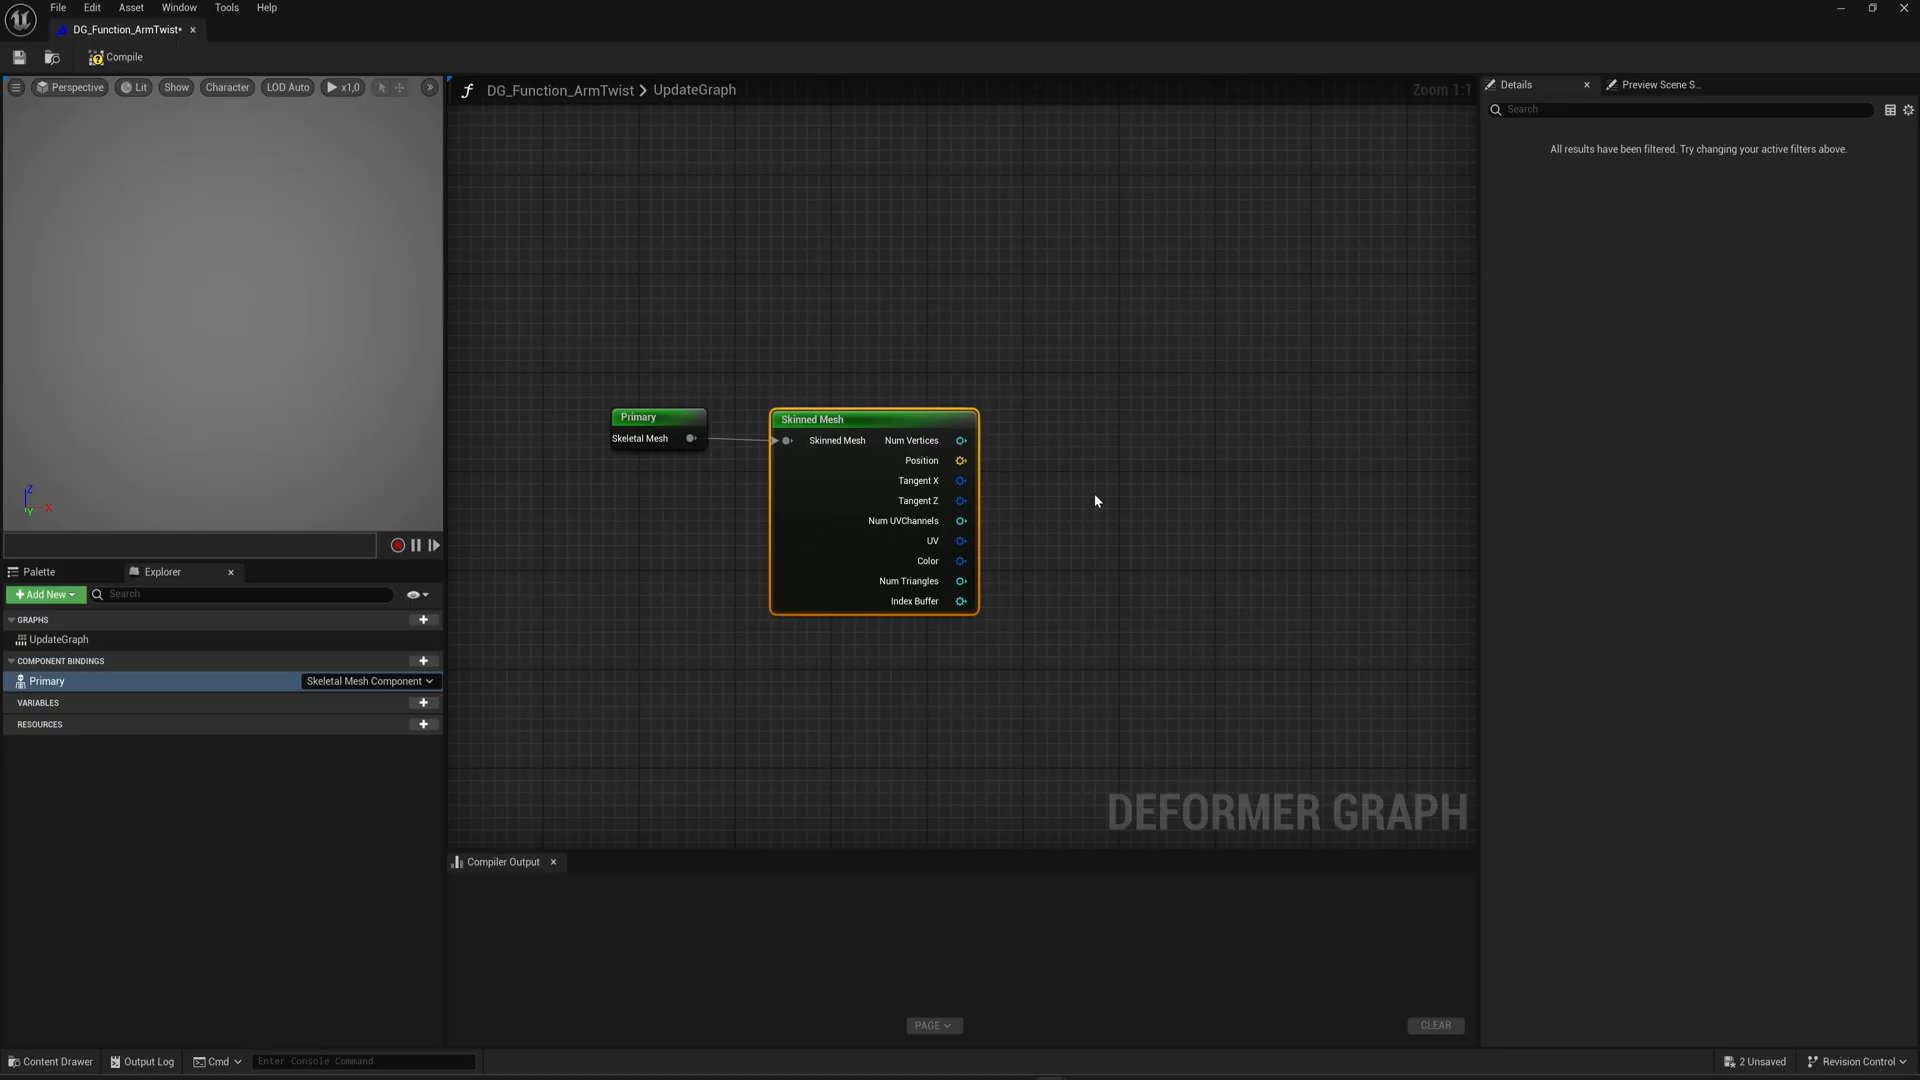 File Edit Asset Window Tools Help
DG_Function_ArmTwist•
Compile
Perspective Lit Show Character LOD Auto x1,0
DG_Function_ArmTwist UpdateGraph
Zoom 1:1
Details Preview Scene S...
Search
All results have been filtered. Try changing your active filters above.
Primary
Skeletal Mesh
Skinned Mesh
Skinned Mesh Num Vertices
Position
Tangent X
Tangent Z
Num UVChannels
UV
Color
Num Triangles
Index Buffer
Z
X
Y
Palette Explorer
Add New Search
GRAPHS
UpdateGraph
COMPONENT BINDINGS
Primary Skeletal Mesh Component
VARIABLES
RESOURCES
DEFORMER GRAPH
Compiler Output
PAGE CLEAR
Content Drawer Output Log Cmd Enter Console Command 2 Unsaved Revision Control